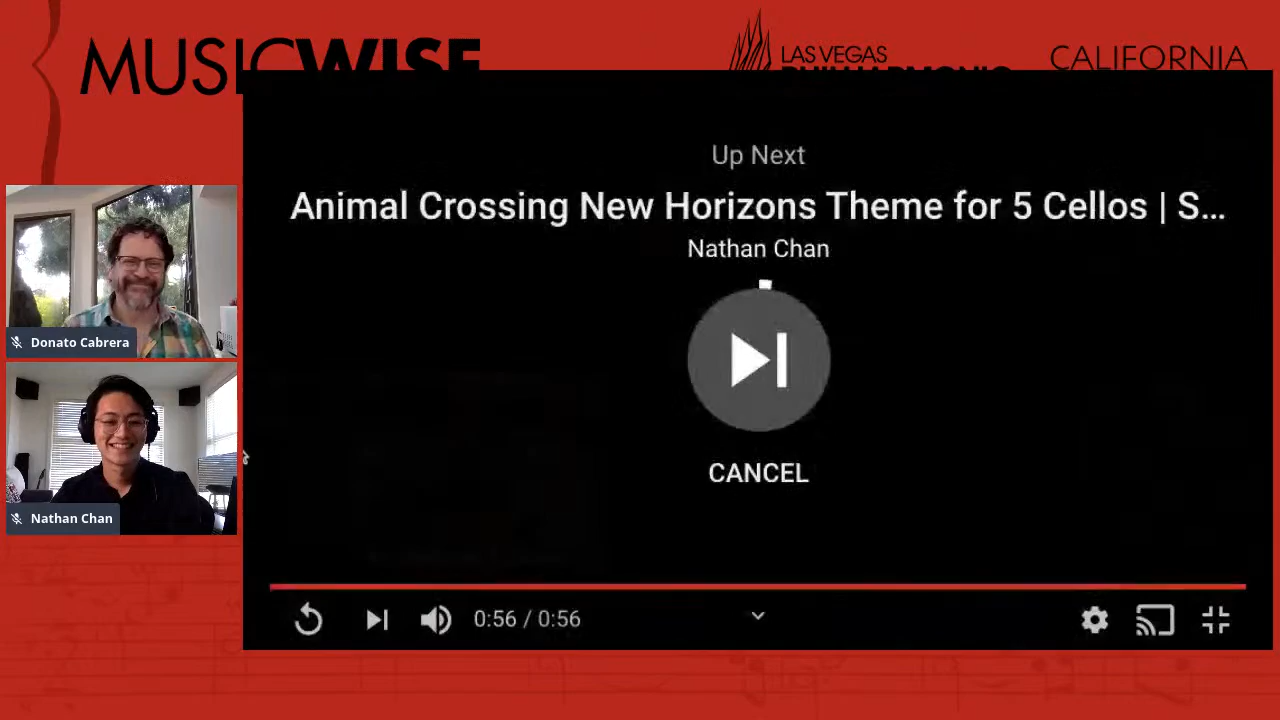 MUSICWISE
LAS VEGAS
PHILHARMONIC
CALIFORNIA
Up Next
Animal Crossing New Horizons Theme for 5 Cellos | S...
Nathan Chan
CANCEL
0:56 / 0:56
Donato Cabrera
Nathan Chan